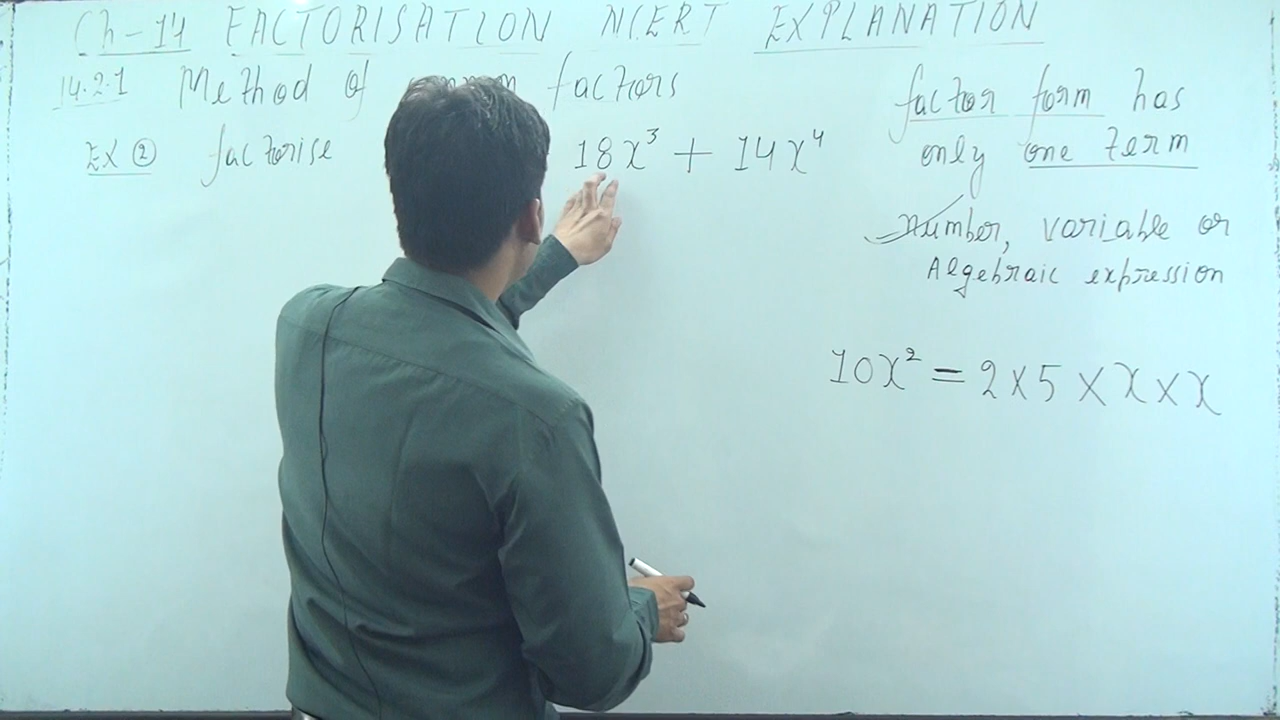 Ch-14 FACTORISATION NCERT EXPLANATION
14.2.1 Method of factors
Ex ② factorise 18x³ + 14x⁴
factor form has
only one term
Number, variable or
Algebraic expression
10x² = 2×5×x×x